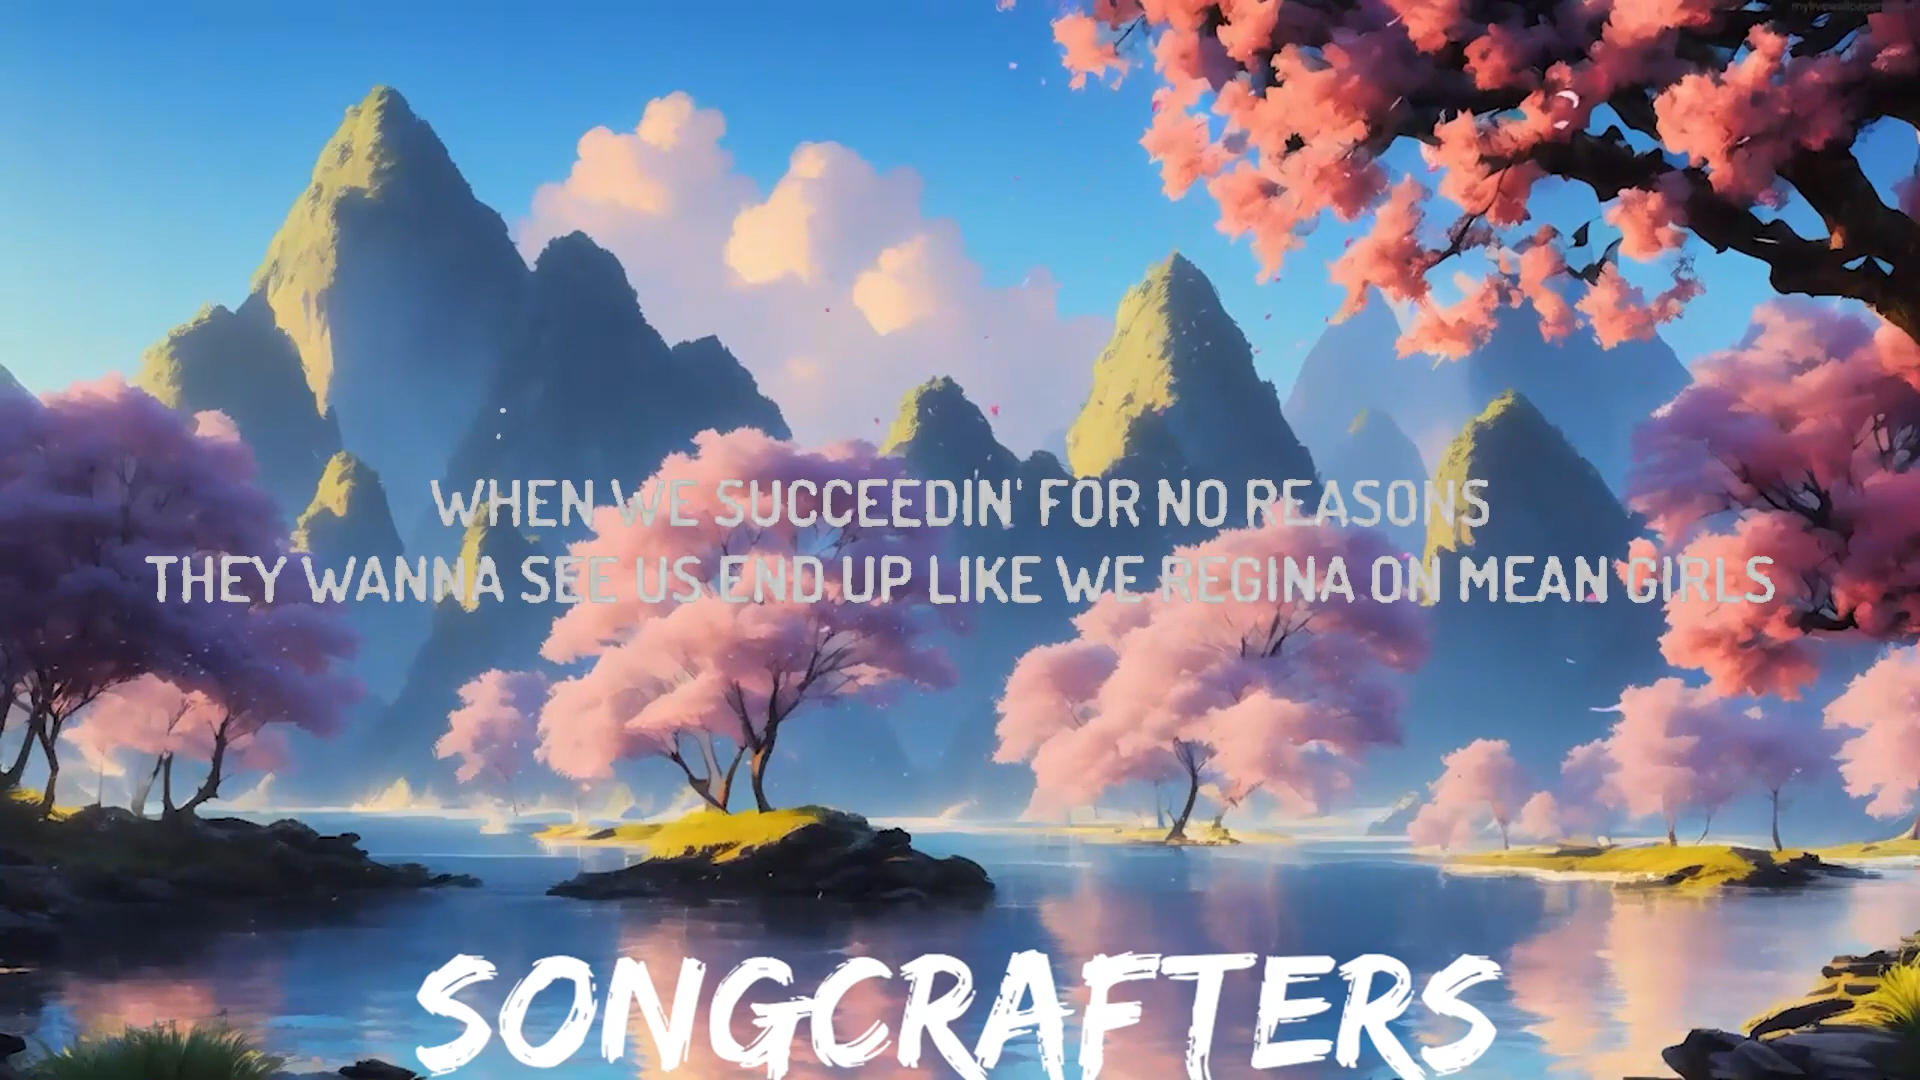 WHEN WE SUCCEEDIN' FOR NO REASONS
THEY WANNA SEE US END UP LIKE WE REGINA ON MEAN GIRLS
SONGCRAFTERS